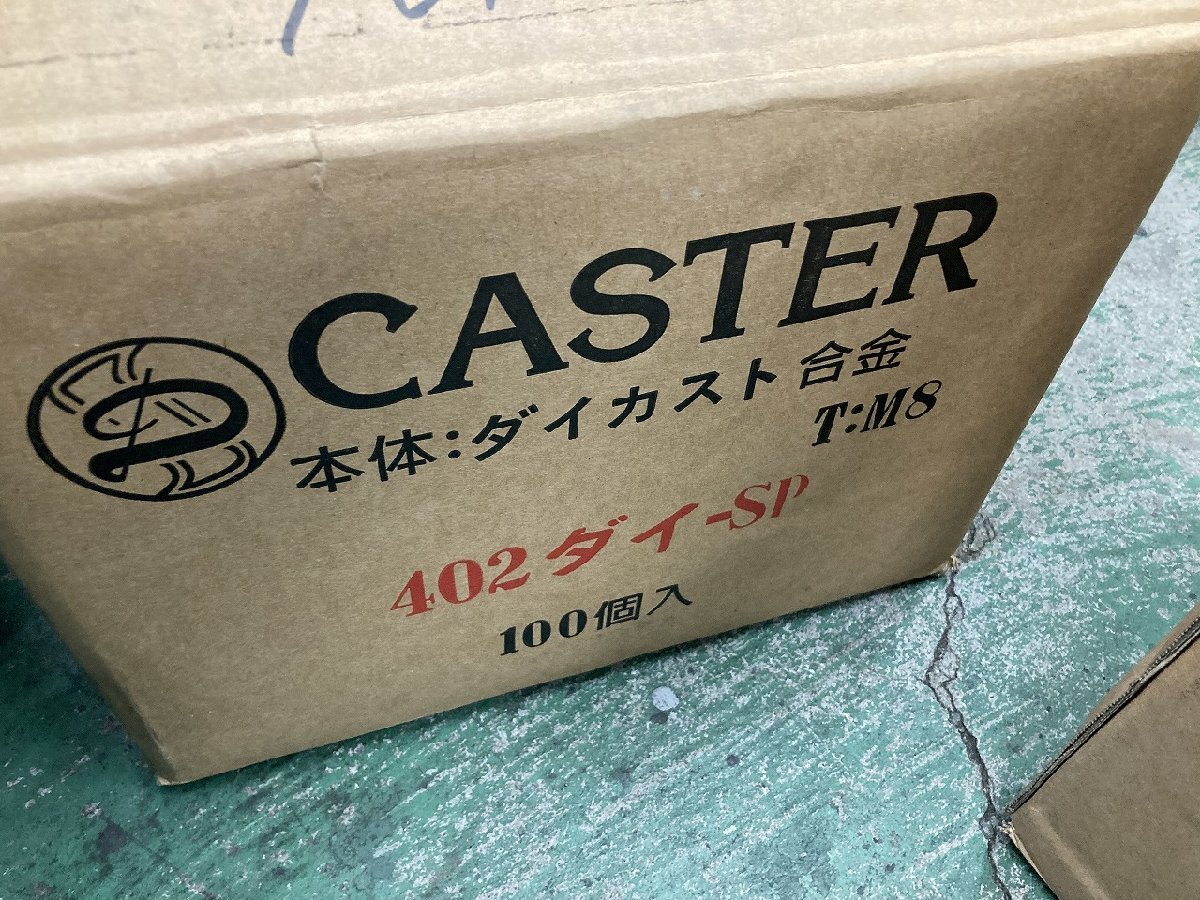 CASTER
本体:ダイカスト合金
T:M8
402ダイ-SP
100個入